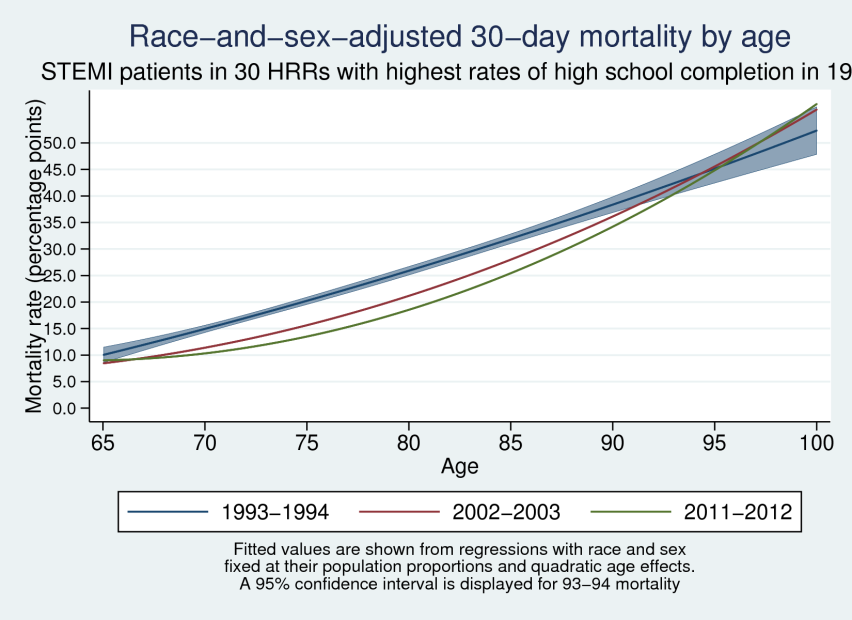 Race−and−sex−adjusted 30−day mortality by age
STEMI patients in 30 HRRs with highest rates of high school completion in 19
Mortality rate (percentage points)
50.0
45.0
40.0
35.0
30.0
25.0
20.0
15.0
10.0
5.0
0.0
65 70 75 80 85 90 95 100
Age
1993−1994 2002−2003 2011−2012
Fitted values are shown from regressions with race and sex
fixed at their population proportions and quadratic age effects.
A 95% confidence interval is displayed for 93−94 mortality